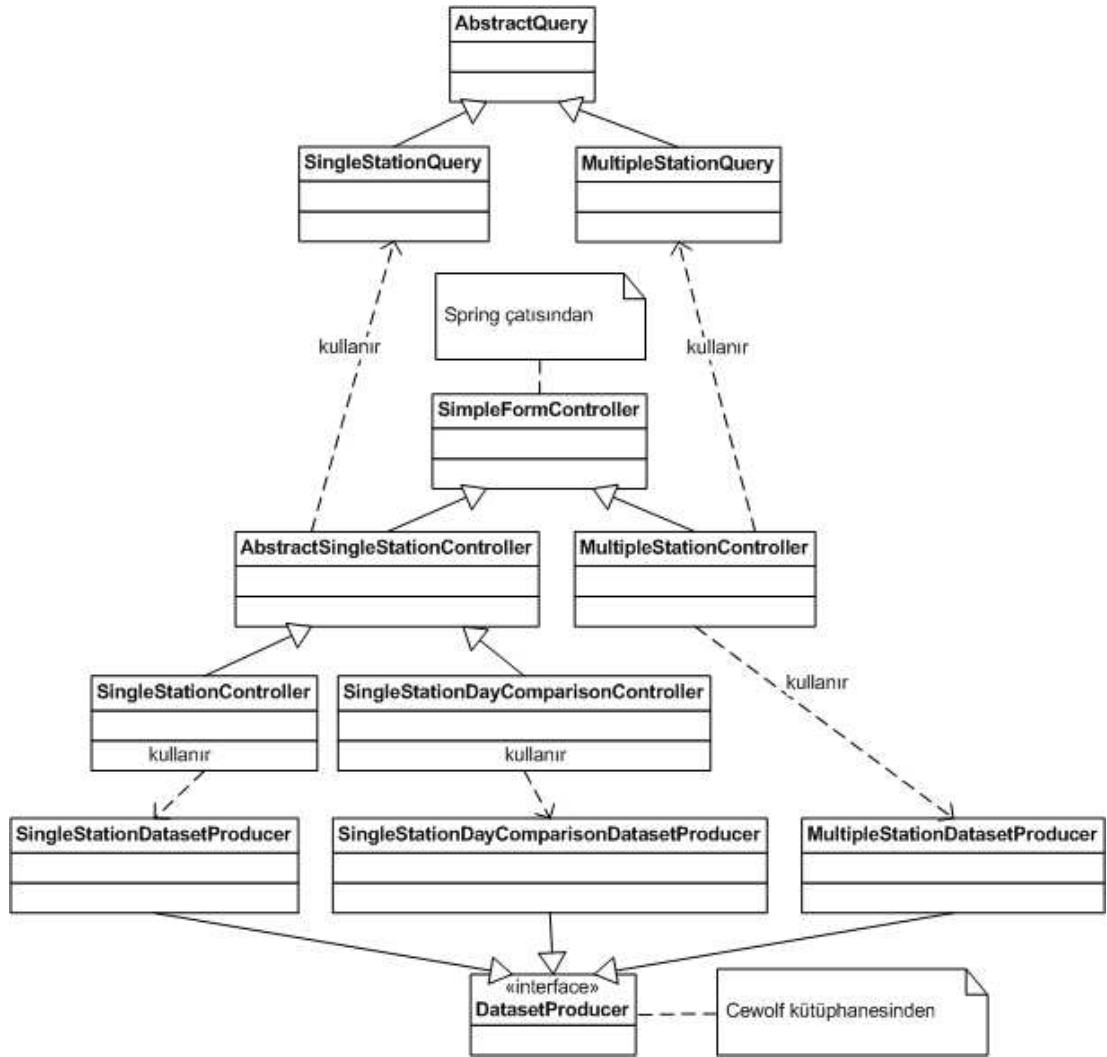 AbstractQuery
SingleStationQuery
MultipleStationQuery
Spring çatısından
kullanır
kullanır
SimpleFormController
AbstractSingleStationController
MultipleStationController
SingleStationController
SingleStationDayComparisonController
kullanır
kullanır
kullanır
SingleStationDatasetProducer
SingleStationDayComparisonDatasetProducer
MultipleStationDatasetProducer
«interface»
DatasetProducer
Cewolf kütüphanesinden